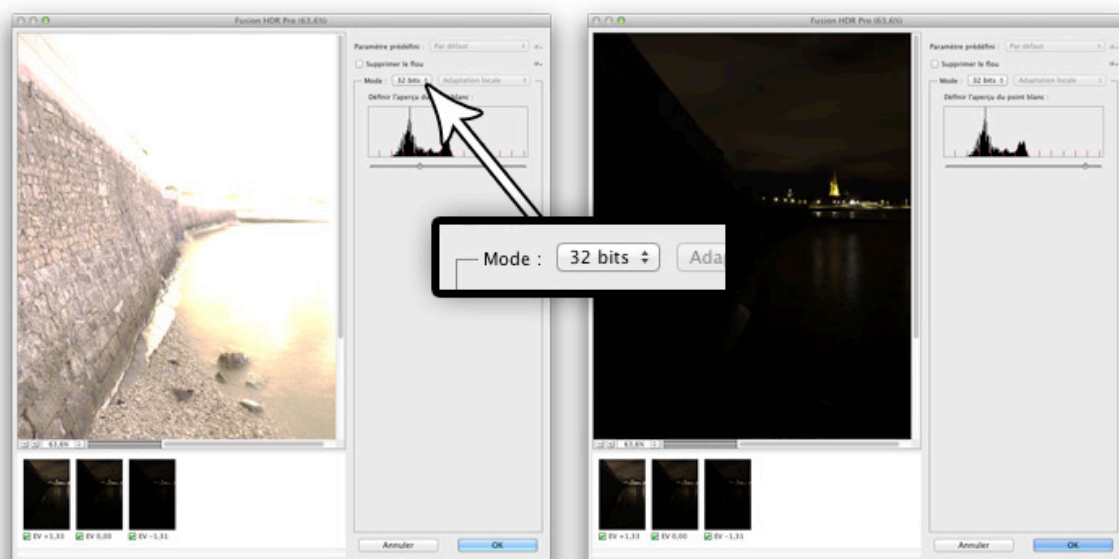 Fusion HDR Pro (63,6%)
Paramètre prédéfini : Par défaut
Supprimer le flou
Mode : 32 bits Adaptation locale
Définir l'aperçu du blanc :
Mode : 32 bits Ada
63,6%
EV +1,33 EV 0,00 EV -1,31
Annuler OK
Fusion HDR Pro (63,6%)
Paramètre prédéfini : Par défaut
Supprimer le flou
Mode : 32 bits Adaptation locale
Définir l'aperçu du point blanc :
63,6%
EV +1,33 EV 0,00 EV -1,31
Annuler OK